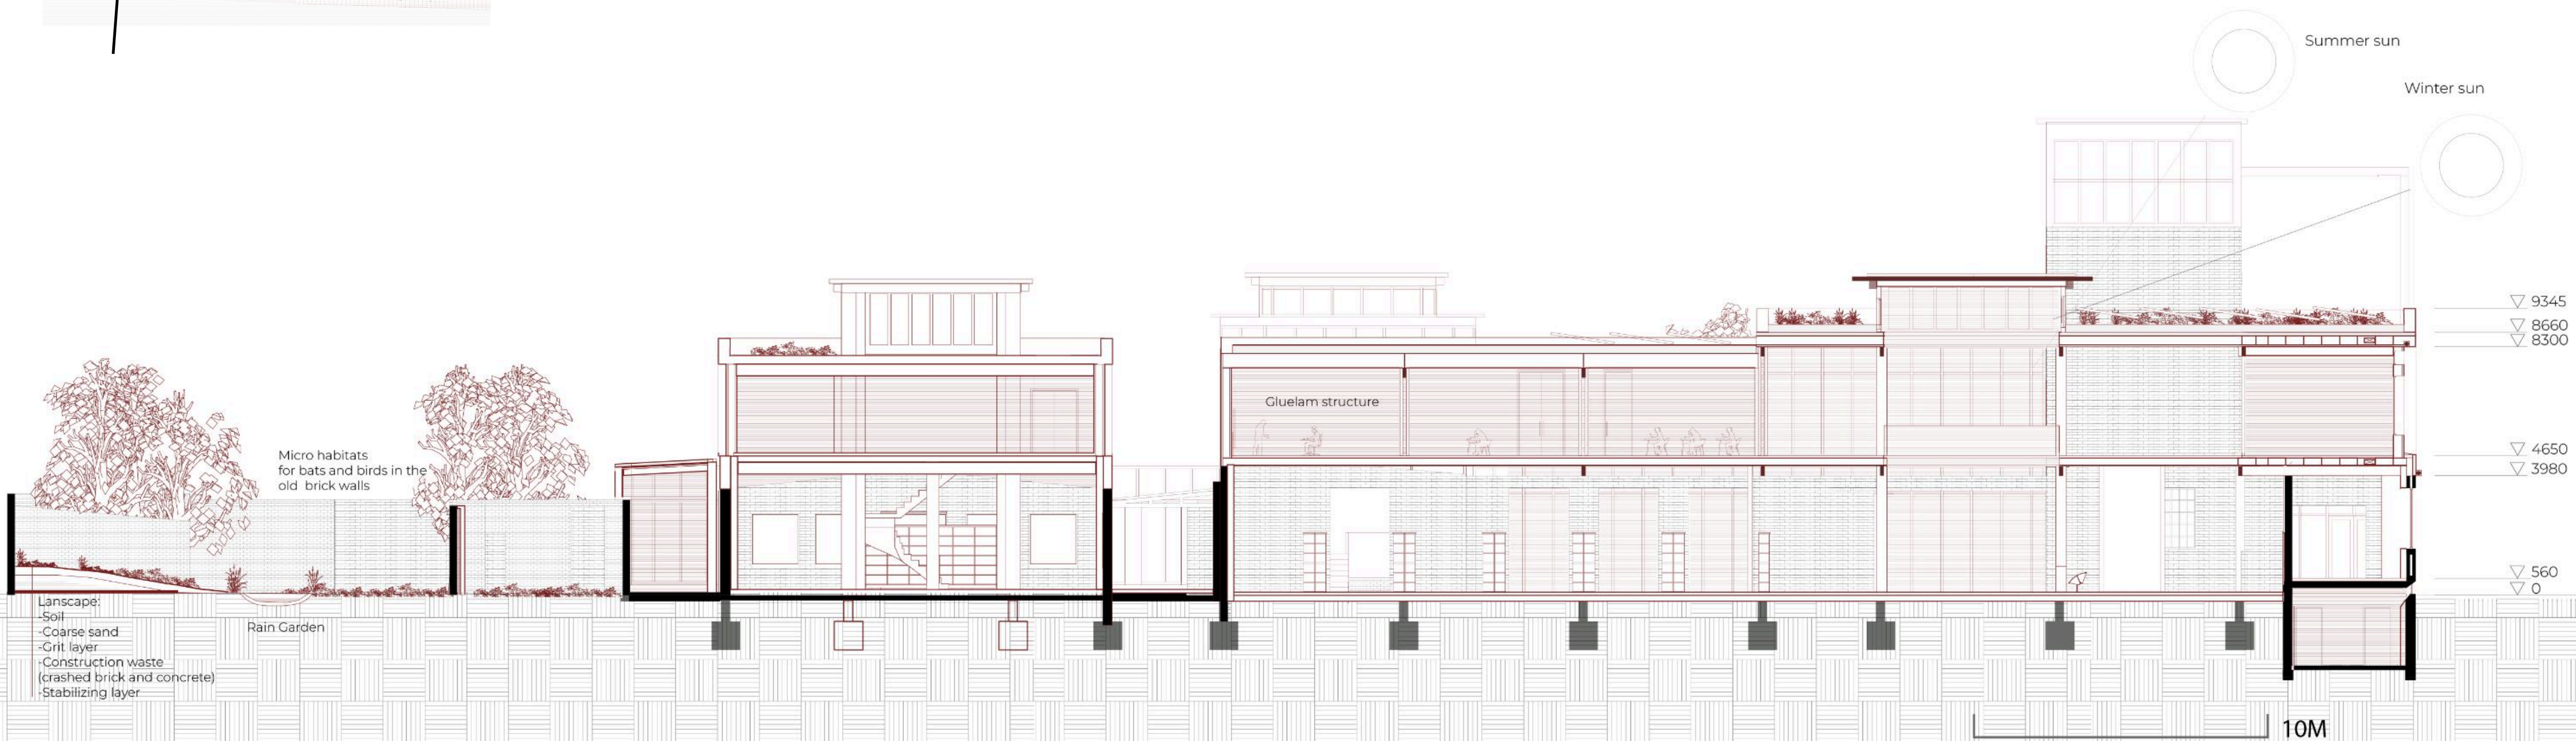 Summer sun
Winter sun
Micro habitats
for bats and birds in the
old brick walls
Gluelam structure
9345
8660
8300
4650
3980
560
0
Lanscape:
-Soil
-Coarse sand
-Grit layer
-Construction waste
(crashed brick and concrete)
-Stabilizing layer
Rain Garden
10M